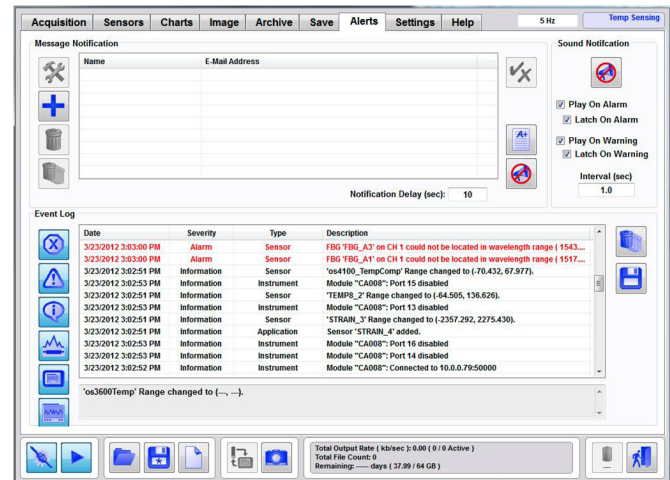 Acquisition Sensors Charts Image Archive Save Alerts Settings Help 5 Hz Temp Sensing
Message Notification
Name E-Mail Address
A+
Notification Delay (sec): 10
Sound Notifcation
Play On Alarm
Latch On Alarm
Play On Warning
Latch On Warning
Interval (sec)
1.0
Event Log
Date Severity Type Description
3/23/2012 3:03:00 PM Alarm Sensor FBG 'FBG_A3' on CH 1 could not be located in wavelength range ( 1543....
3/23/2012 3:03:00 PM Alarm Sensor FBG 'FBG_A1' on CH 1 could not be located in wavelength range ( 1517....
3/23/2012 3:02:51 PM Information Sensor 'os4100_TempComp' Range changed to (-70.432, 67.977).
3/23/2012 3:02:51 PM Information Instrument Module "CA008": Port 15 disabled
3/23/2012 3:02:51 PM Information Sensor 'TEMP8_2' Range changed to (-64.505, 136.626).
3/23/2012 3:02:51 PM Information Instrument Module "CA008": Port 13 disabled
3/23/2012 3:02:51 PM Information Sensor 'STRAIN_3' Range changed to (-2357.292, 2275.430).
3/23/2012 3:02:51 PM Information Application Sensor 'STRAIN_4' added.
3/23/2012 3:02:53 PM Information Instrument Module "CA008": Port 16 disabled
3/23/2012 3:02:53 PM Information Instrument Module "CA008": Port 14 disabled
3/23/2012 3:02:52 PM Information Instrument Module "CA008": Connected to 10.0.0.79:50000
'os3600Temp' Range changed to (---, ---).
Total Output Rate ( kb/sec ): 0.00 ( 0 / 0 Active )
Total File Count: 0
Remaining: ----- days ( 37.99 / 64 GB )